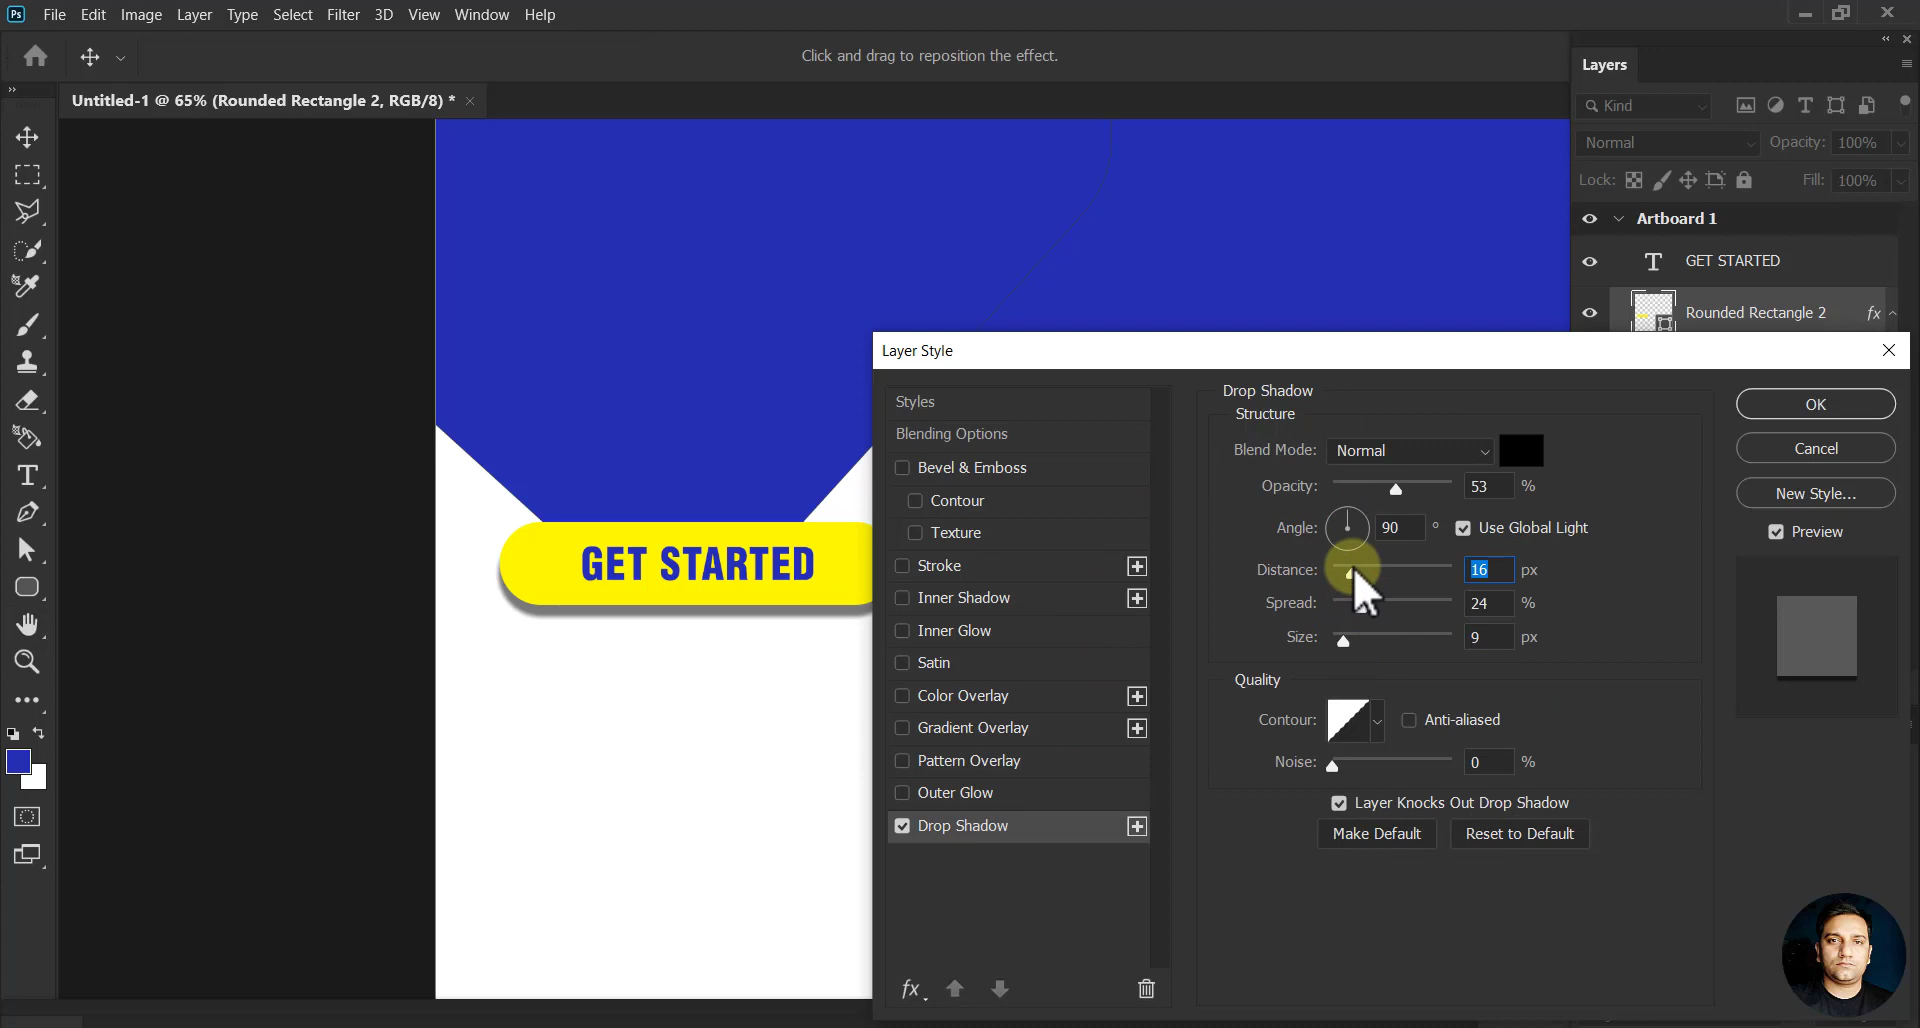 Ps File Edit Image Layer Type Select Filter 3D View Window Help
Click and drag to reposition the effect.
Untitled-1 @ 65% (Rounded Rectangle 2, RGB/8) *
Layers
Kind
Normal Opacity: 100%
Lock: Fill: 100%
Artboard 1
T GET STARTED
Rounded Rectangle 2 fx
GET STARTED
Layer Style
Styles
Blending Options
Bevel & Emboss
Contour
Texture
Stroke
Inner Shadow
Inner Glow
Satin
Color Overlay
Gradient Overlay
Pattern Overlay
Outer Glow
Drop Shadow
fx
Drop Shadow
Structure
Blend Mode: Normal
Opacity: 53 %
Angle: 90 ° Use Global Light
Distance: 16 px
Spread: 24 %
Size: 9 px
Quality
Contour: Anti-aliased
Noise: 0 %
Layer Knocks Out Drop Shadow
Make Default Reset to Default
OK
Cancel
New Style...
Preview